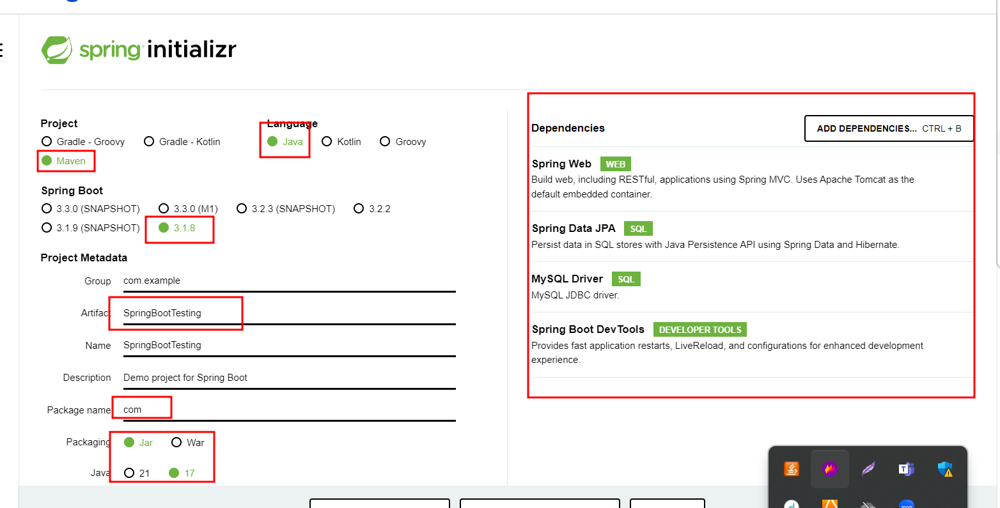 spring initializr
Project
Language
Gradle - Groovy Gradle - Kotlin
Java Kotlin Groovy
Maven
Spring Boot
3.3.0 (SNAPSHOT) 3.3.0 (M1) 3.2.3 (SNAPSHOT) 3.2.2
3.1.9 (SNAPSHOT) 3.1.8
Project Metadata
Group com.example
Artifact SpringBootTesting
Name SpringBootTesting
Description Demo project for Spring Boot
Package name com
Packaging Jar War
Java 21 17
Dependencies
ADD DEPENDENCIES... CTRL + B
Spring Web WEB
Build web, including RESTful, applications using Spring MVC. Uses Apache Tomcat as the
default embedded container.
Spring Data JPA SQL
Persist data in SQL stores with Java Persistence API using Spring Data and Hibernate.
MySQL Driver SQL
MySQL JDBC driver.
Spring Boot DevTools DEVELOPER TOOLS
Provides fast application restarts, LiveReload, and configurations for enhanced development
experience.
T
d
zoom